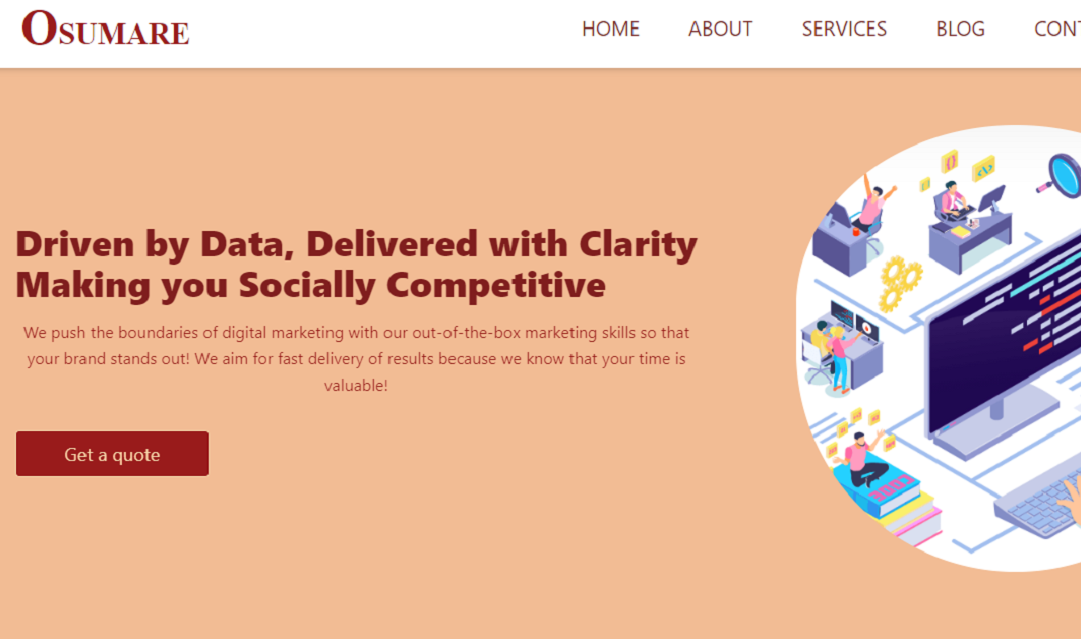 OSUMARE
HOME ABOUT SERVICES BLOG CONT
Driven by Data, Delivered with Clarity
Making you Socially Competitive
We push the boundaries of digital marketing with our out-of-the-box marketing skills so that
your brand stands out! We aim for fast delivery of results because we know that your time is
valuable!
Get a quote
CODE